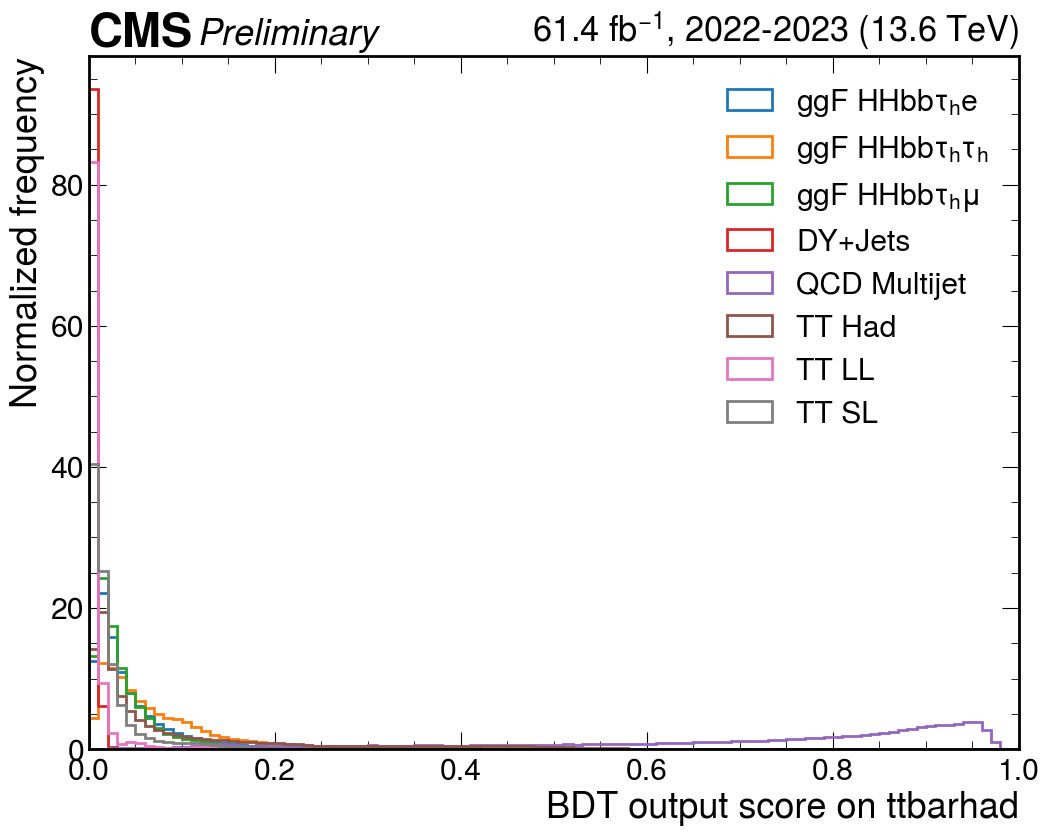 CMS Preliminary 61.4 fb⁻¹, 2022-2023 (13.6 TeV)
Normalized frequency
80
60
40
20
0
0.0 0.2 0.4 0.6 0.8 1.0
BDT output score on ttbarhad
ggF HHbbτₕe
ggF HHbbτₕτₕ
ggF HHbbτₕμ
DY+Jets
QCD Multijet
TT Had
TT LL
TT SL